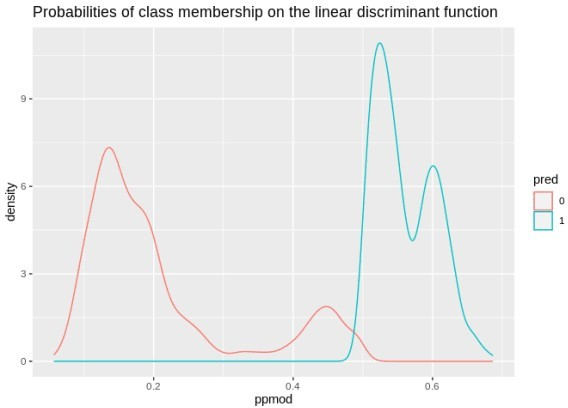 Probabilities of class membership on the linear discriminant function
9
6
3
0
density
0.2 0.4 0.6
ppmod
pred
0
1